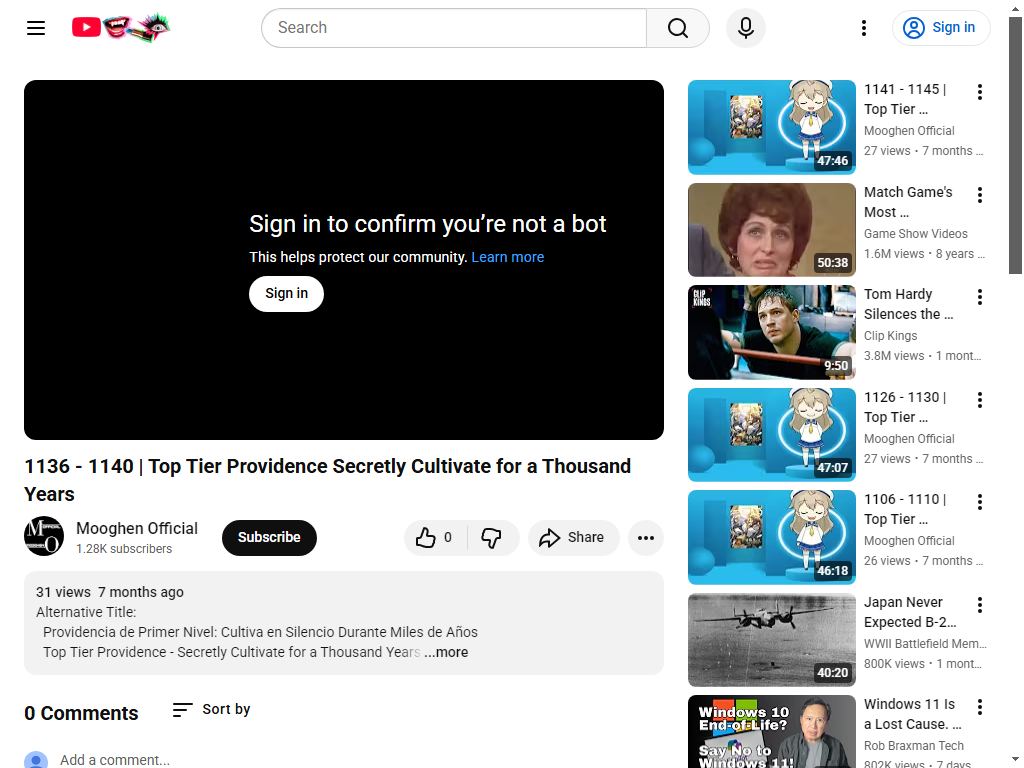 Search
Sign in
Sign in to confirm you’re not a bot
This helps protect our community. Learn more
Sign in
1136 - 1140 | Top Tier Providence Secretly Cultivate for a Thousand
Years
Mooghen Official
1.28K subscribers
Subscribe
0
Share
31 views 7 months ago
Alternative Title:
Providencia de Primer Nivel: Cultiva en Silencio Durante Miles de Años
Top Tier Providence - Secretly Cultivate for a Thousand Years ...more
0 Comments
Sort by
Add a comment...
47:46
1141 - 1145 |
Top Tier ...
Mooghen Official
27 views • 7 months ...
50:38
Match Game's
Most ...
Game Show Videos
1.6M views • 8 years ...
CLIP
KINGS
9:50
Tom Hardy
Silences the ...
Clip Kings
3.8M views • 1 mont...
47:07
1126 - 1130 |
Top Tier ...
Mooghen Official
27 views • 7 months ...
46:18
1106 - 1110 |
Top Tier ...
Mooghen Official
26 views • 7 months ...
40:20
Japan Never
Expected B-2...
WWII Battlefield Mem...
800K views • 1 mont...
Windows 10
End-of-Life?
Say No to
Windows 11!
Windows 11 Is
a Lost Cause. ...
Rob Braxman Tech
802K views • 7 days